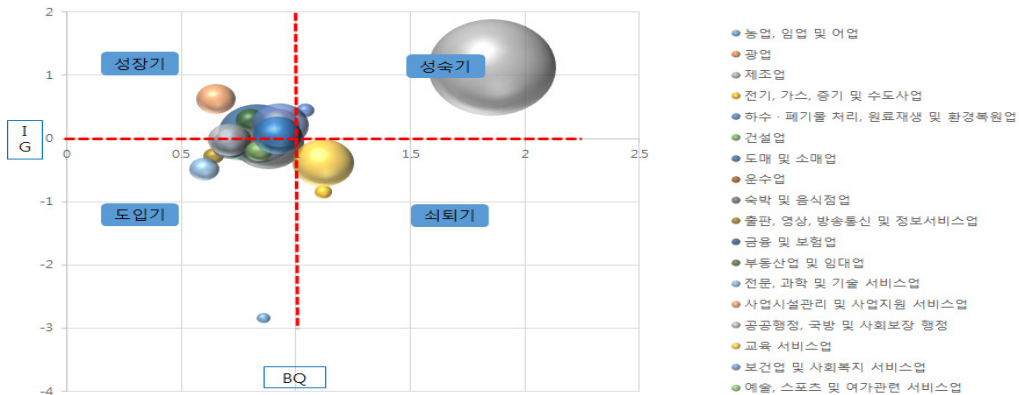 2
성장기
성숙기
1
I
G
0
0
0.5
1.5
2
2.5
-1
도입기
쇠퇴기
-2
-3
BQ
-4
농업, 임업 및 어업
광업
제조업
전기, 가스, 증기 및 수도사업
하수 · 폐기물 처리, 원료재생 및 환경복원업
건설업
도매 및 소매업
운수업
숙박 및 음식점업
출판, 영상, 방송통신 및 정보서비스업
금융 및 보험업
부동산업 및 임대업
전문, 과학 및 기술 서비스업
사업시설관리 및 사업지원 서비스업
공공행정, 국방 및 사회보장 행정
교육 서비스업
보건업 및 사회복지 서비스업
예술, 스포츠 및 여가관련 서비스업